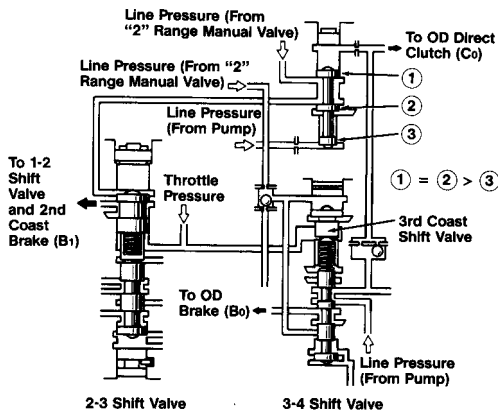 Line Pressure (From
“2” Range Manual Valve)
To OD Direct
Clutch (C0)
Line Pressure (From “2”
Range Manual Valve)
1
2
3
Line Pressure
(From Pump)
To 1-2
Shift
Valve
and 2nd
Coast
Brake (B1)
Throttle
Pressure
1 = 2 > 3
3rd Coast
Shift Valve
To OD
Brake (B0)
Line Pressure
(From Pump)
2-3 Shift Valve
3-4 Shift Valve